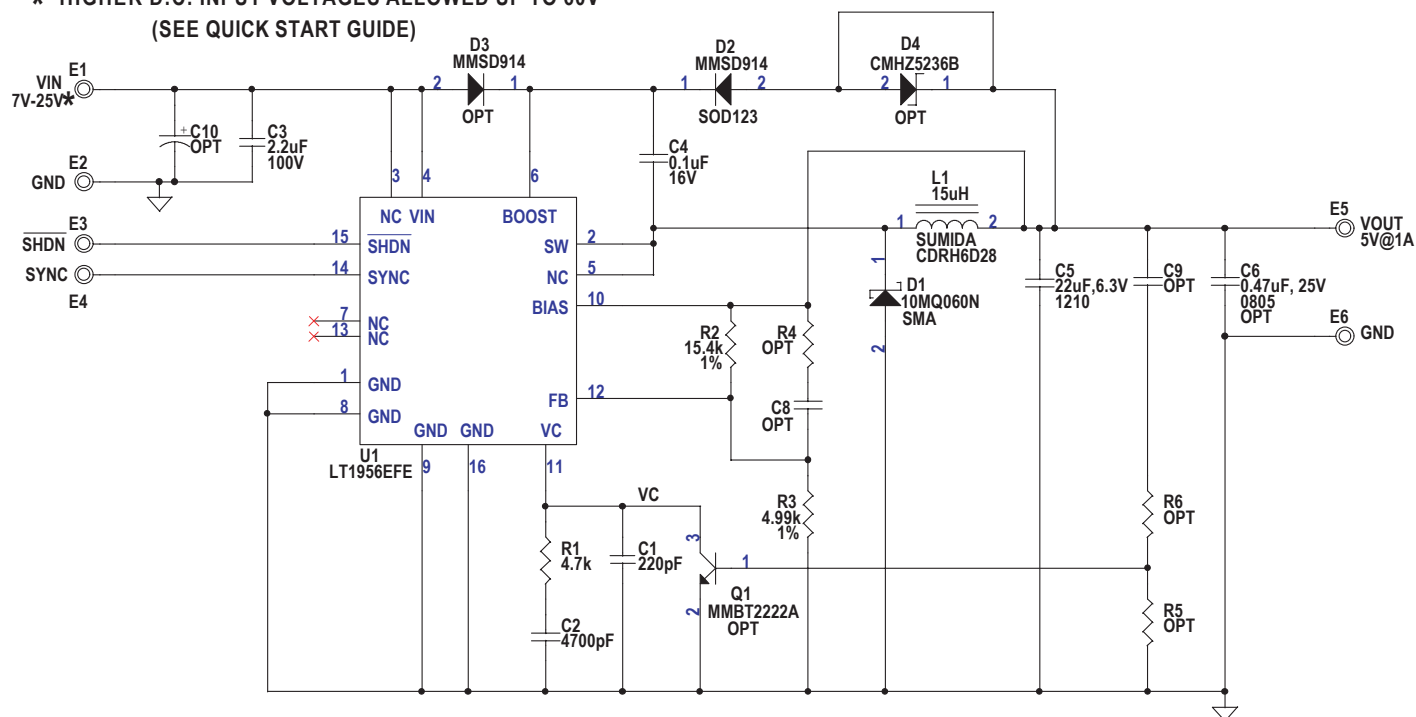 * HIGHER D.C. INPUT VOLTAGES ALLOWED UP TO 60V
(SEE QUICK START GUIDE)
E1
VIN
7V-25V*
D3
MMSD914
2
1
OPT
D2
MMSD914
1
2
SOD123
D4
CMHZ5236B
2
1
OPT
+
C10
OPT
C3
2.2uF
100V
E2
GND
3
4
6
C4
0.1uF
16V
NC
VIN
BOOST
E3
SHDN
15
SHDN
SYNC
E4
14
SYNC
SW
2
NC
5
BIAS
10
7
NC
13
NC
1
GND
8
GND
FB
12
GND
GND
VC
U1
LT1956EFE
9
16
11
L1
15uH
1
2
SUMIDA
CDRH6D28
1
D1
10MQ060N
SMA
2
R2
15.4k
1%
R4
OPT
C8
OPT
R3
4.99k
1%
C5
22uF,6.3V
1210
C9
OPT
C6
0.47uF, 25V
0805
OPT
E5
VOUT
5V@1A
E6
GND
VC
R1
4.7k
C1
220pF
C2
4700pF
3
1
2
Q1
MMBT2222A
OPT
R6
OPT
R5
OPT